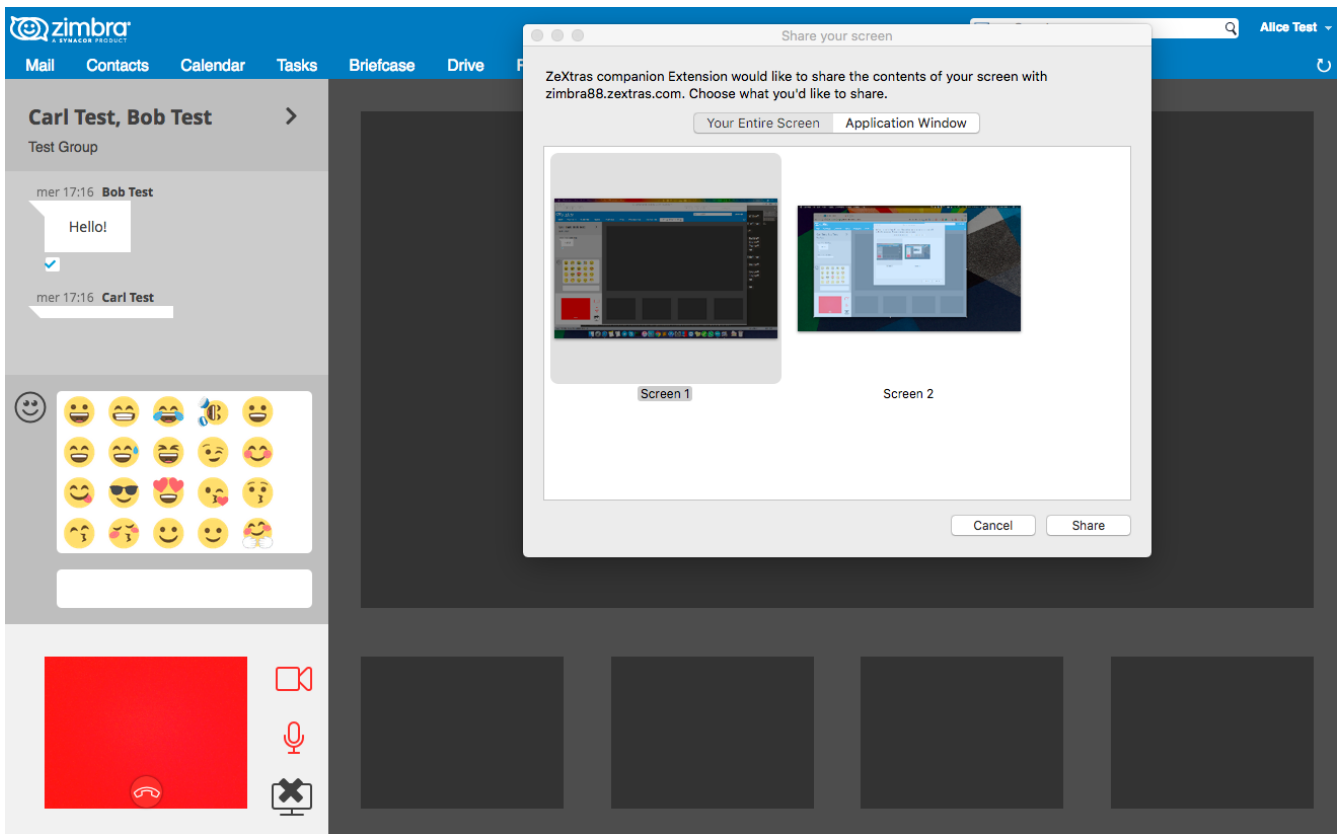 zimbra
A SYNACOR PRODUCT
Alice Test
Mail Contacts Calendar Tasks Briefcase Drive
Share your screen
ZeXtras companion Extension would like to share the contents of your screen with
zimbra88.zextras.com. Choose what you'd like to share.
Your Entire Screen Application Window
Screen 1
Screen 2
Cancel Share
Carl Test, Bob Test
Test Group
mer 17:16 Bob Test
Hello!
mer 17:16 Carl Test